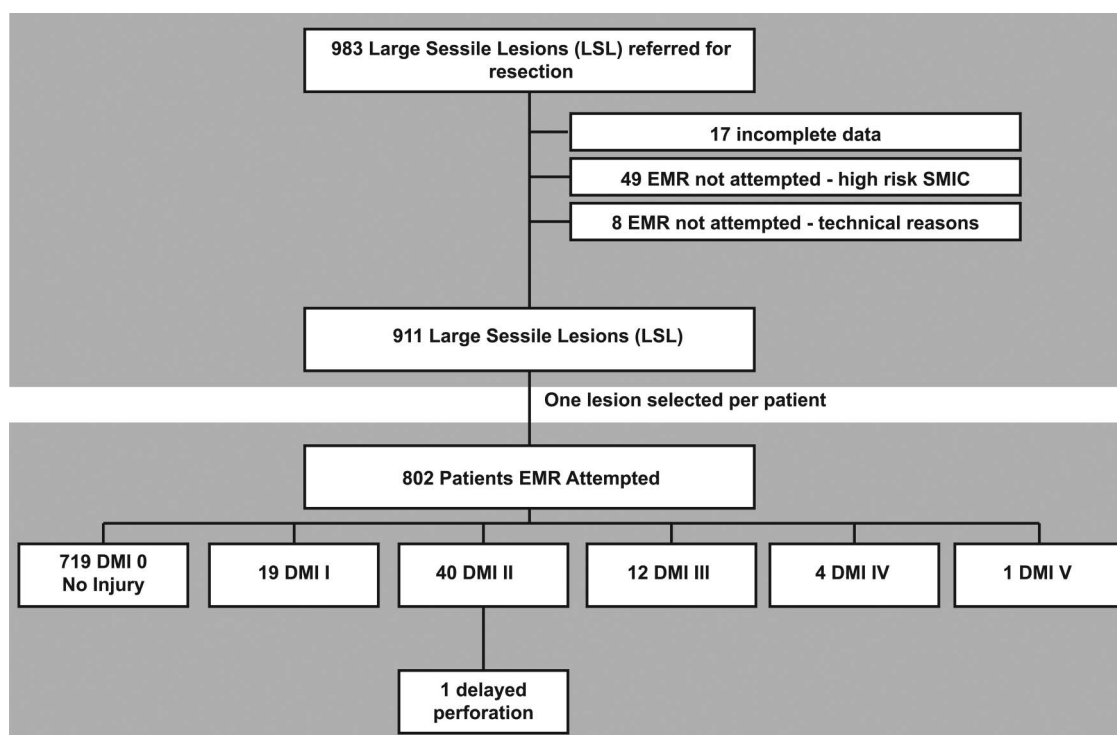 983 Large Sessile Lesions (LSL) referred for
resection
17 incomplete data
49 EMR not attempted - high risk SMIC
8 EMR not attempted - technical reasons
911 Large Sessile Lesions (LSL)
One lesion selected per patient
802 Patients EMR Attempted
719 DMI 0
No Injury
19 DMI I
40 DMI II
12 DMI III
4 DMI IV
1 DMI V
1 delayed
perforation